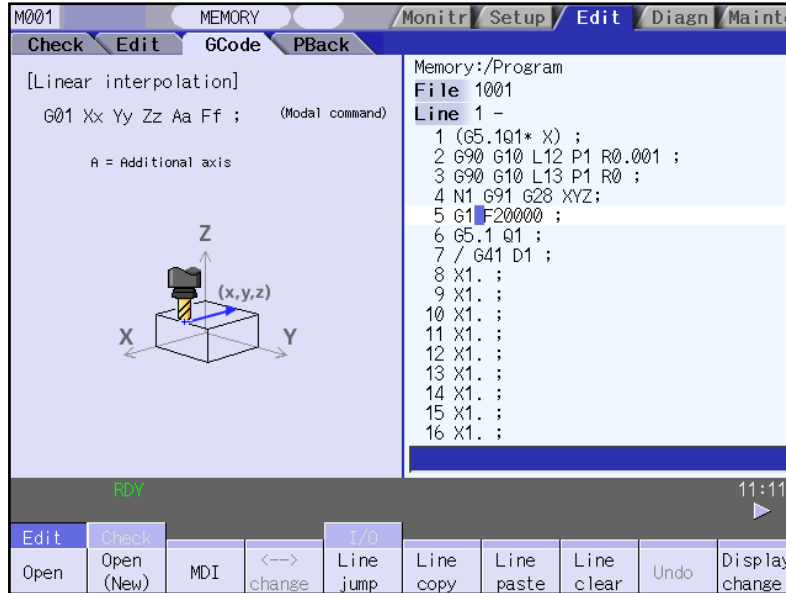 M001 MEMORY Monitr Setup Edit Diagn Maint
Check Edit GCode PBack
[Linear interpolation]
G01 Xx Yy Zz Aa Ff ; (Modal command)
A = Additional axis
Z
(x,y,z)
X Y
Memory:/Program
File 1001
Line 1 -
1 (G5.1Q1* X) ;
2 G90 G10 L12 P1 R0.001 ;
3 G90 G10 L13 P1 R0 ;
4 N1 G91 G28 XYZ;
5 G1 F20000 ;
6 G5.1 Q1 ;
7 / G41 D1 ;
8 X1. ;
9 X1. ;
10 X1. ;
11 X1. ;
12 X1. ;
13 X1. ;
14 X1. ;
15 X1. ;
16 X1. ;
RDY 11:11
Edit Check I/O
Open
Open (New)
MDI
<--> change
Line jump
Line copy
Line paste
Line clear
Undo
Display change